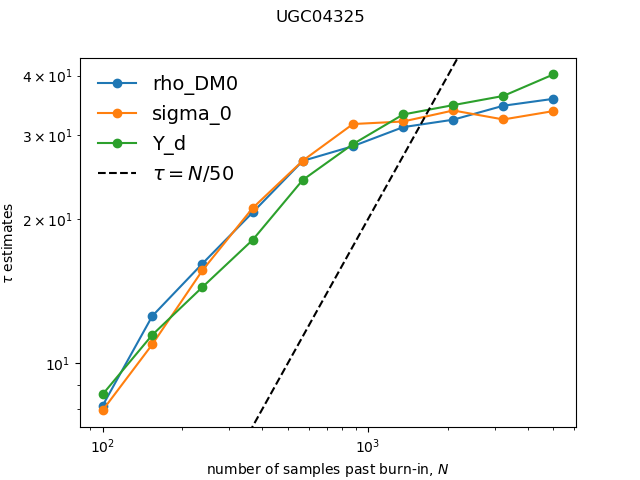 UGC04325
rho_DM0
sigma_0
Y_d
τ = N/50
4 × 10¹
3 × 10¹
2 × 10¹
10¹
τ estimates
10² 10³
number of samples past burn-in, N